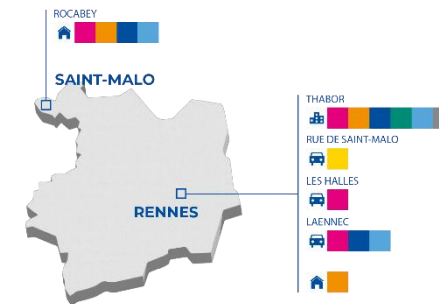 ROCABEY
SAINT-MALO
THABOR
RUE DE SAINT-MALO
LES HALLES
RENNES
LAENNEC